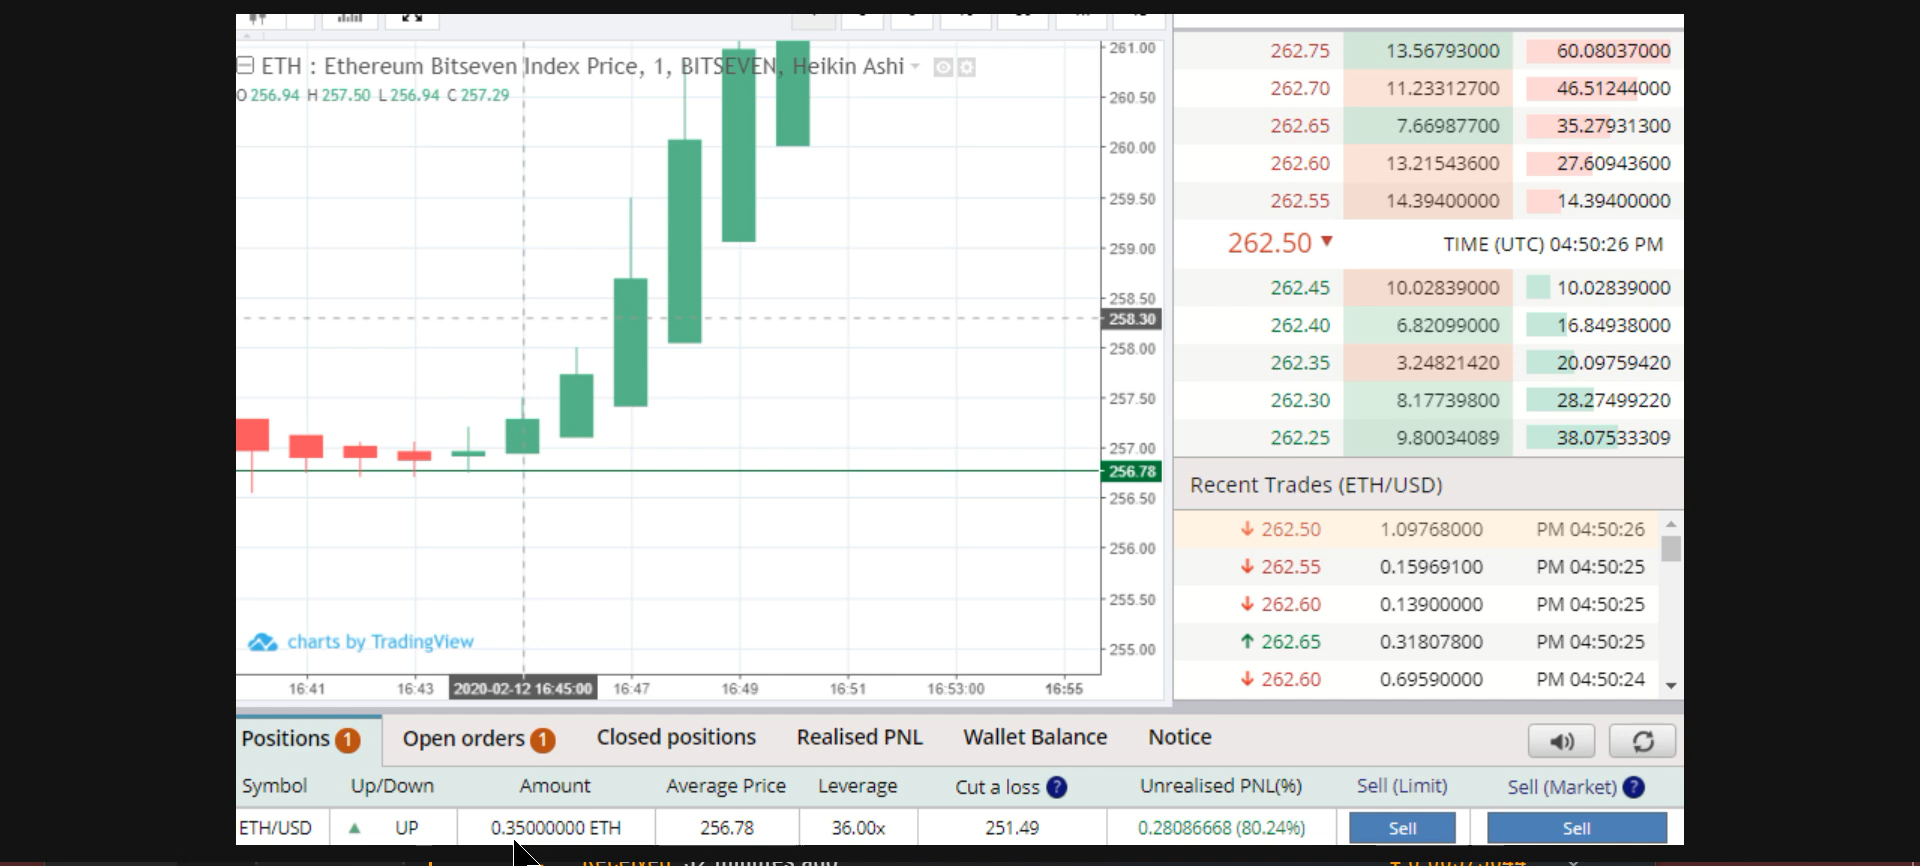 ETH : Ethereum Bitseven Index Price, 1, BITSEVEN, Heikin Ashi
O 256.94 H 257.50 L 256.94 C 257.29
261.00
260.50
260.00
259.50
259.00
258.50
258.30
258.00
257.50
257.00
256.78
256.50
256.00
255.50
255.00
charts by TradingView
16:41 16:43 2020-02-12 16:45:00 16:47 16:49 16:51 16:53:00 16:55
262.75 13.56793000 60.08037000
262.70 11.23312700 46.51244000
262.65 7.66987700 35.27931300
262.60 13.21543600 27.60943600
262.55 14.39400000 14.39400000
262.50 TIME (UTC) 04:50:26 PM
262.45 10.02839000 10.02839000
262.40 6.82099000 16.84938000
262.35 3.24821420 20.09759420
262.30 8.17739800 28.27499220
262.25 9.80034089 38.07533309
Recent Trades (ETH/USD)
262.50 1.09768000 PM 04:50:26
262.55 0.15969100 PM 04:50:25
262.60 0.13900000 PM 04:50:25
262.65 0.31807800 PM 04:50:25
262.60 0.69590000 PM 04:50:24
Positions 1 Open orders 1 Closed positions Realised PNL Wallet Balance Notice
Symbol Up/Down Amount Average Price Leverage Cut a loss ? Unrealised PNL(%) Sell (Limit) Sell (Market) ?
ETH/USD UP 0.35000000 ETH 256.78 36.00x 251.49 0.28086668 (80.24%) Sell Sell